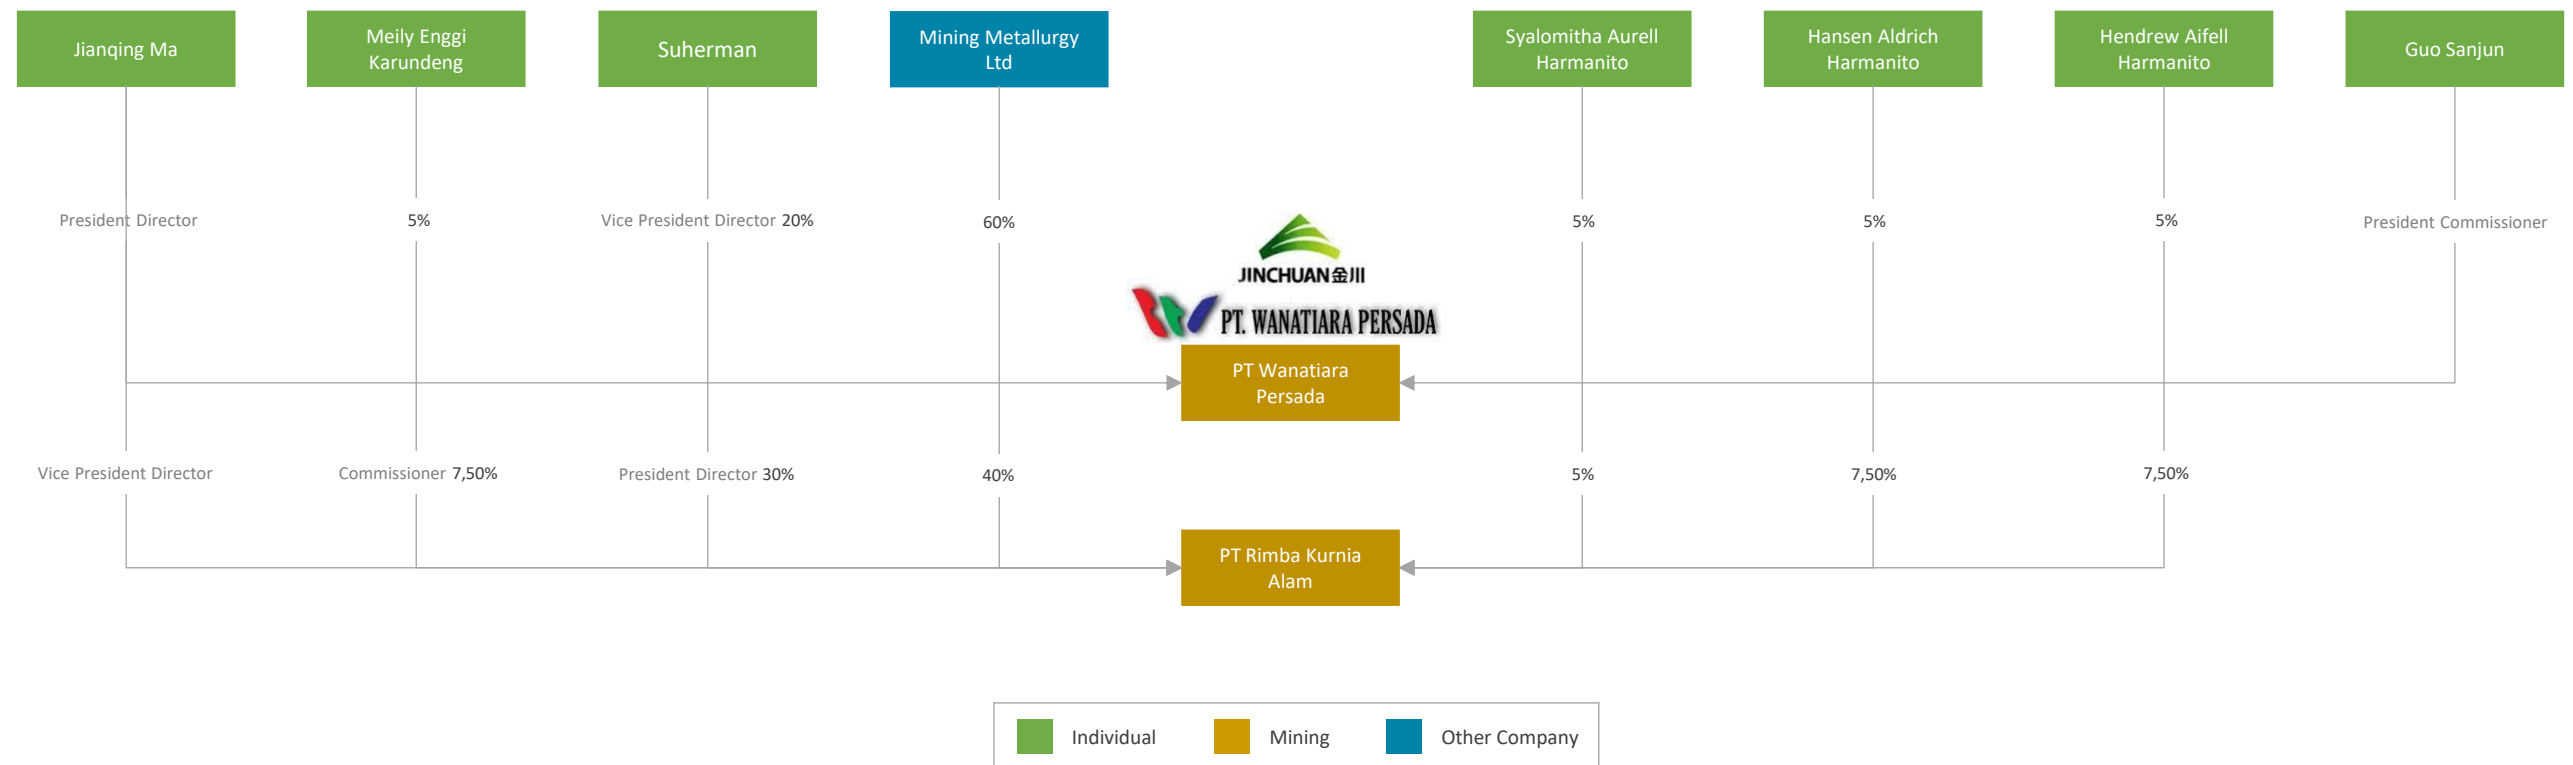 Jianqing Ma
Meily Enggi
Karundeng
Suherman
Mining Metallurgy
Ltd
Syalomitha Aurell
Harmanito
Hansen Aldrich
Harmanito
Hendrew Aifell
Harmanito
Guo Sanjun
President Director
5%
Vice President Director 20%
60%
5%
5%
5%
President Commissioner
JINCHUAN金川
PT. WANATIARA PERSADA
PT Wanatiara
Persada
Vice President Director
Commissioner 7,50%
President Director 30%
40%
5%
7,50%
7,50%
PT Rimba Kurnia
Alam
Individual
Mining
Other Company